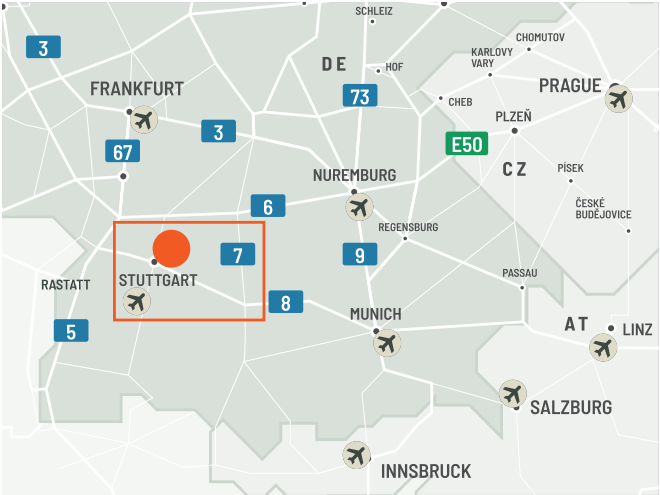 SCHLEIZ
3
CHOMUTOV
KARLOVY
VARY
DE
HOF
FRANKFURT
PRAGUE
73
CHEB
PLZEŇ
3
67
E50
CZ
PÍSEK
NUREMBURG
ČESKÉ
BUDĚJOVICE
6
REGENSBURG
7
9
PASSAU
STUTTGART
RASTATT
8
MUNICH
5
AT
LINZ
SALZBURG
INNSBRUCK